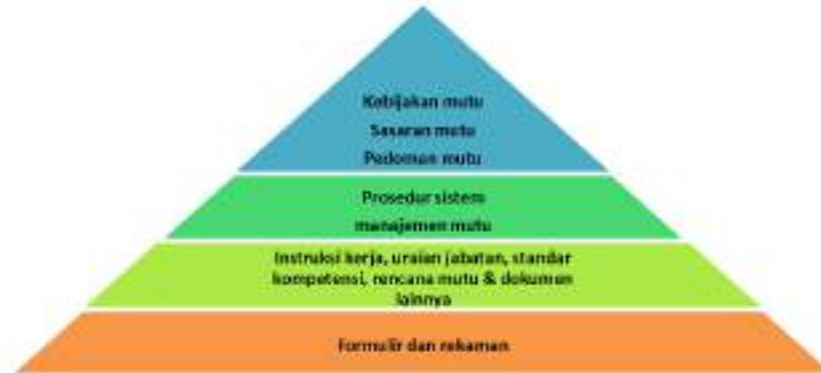 Kebijakan mutu
Sasaran mutu
Pedoman mutu
Prosedur sistem
manajemen mutu
Instruksi kerja, uraian jabatan, standar
kompetensi, rencana mutu & dokumen
lainnya
Formulir dan rekaman